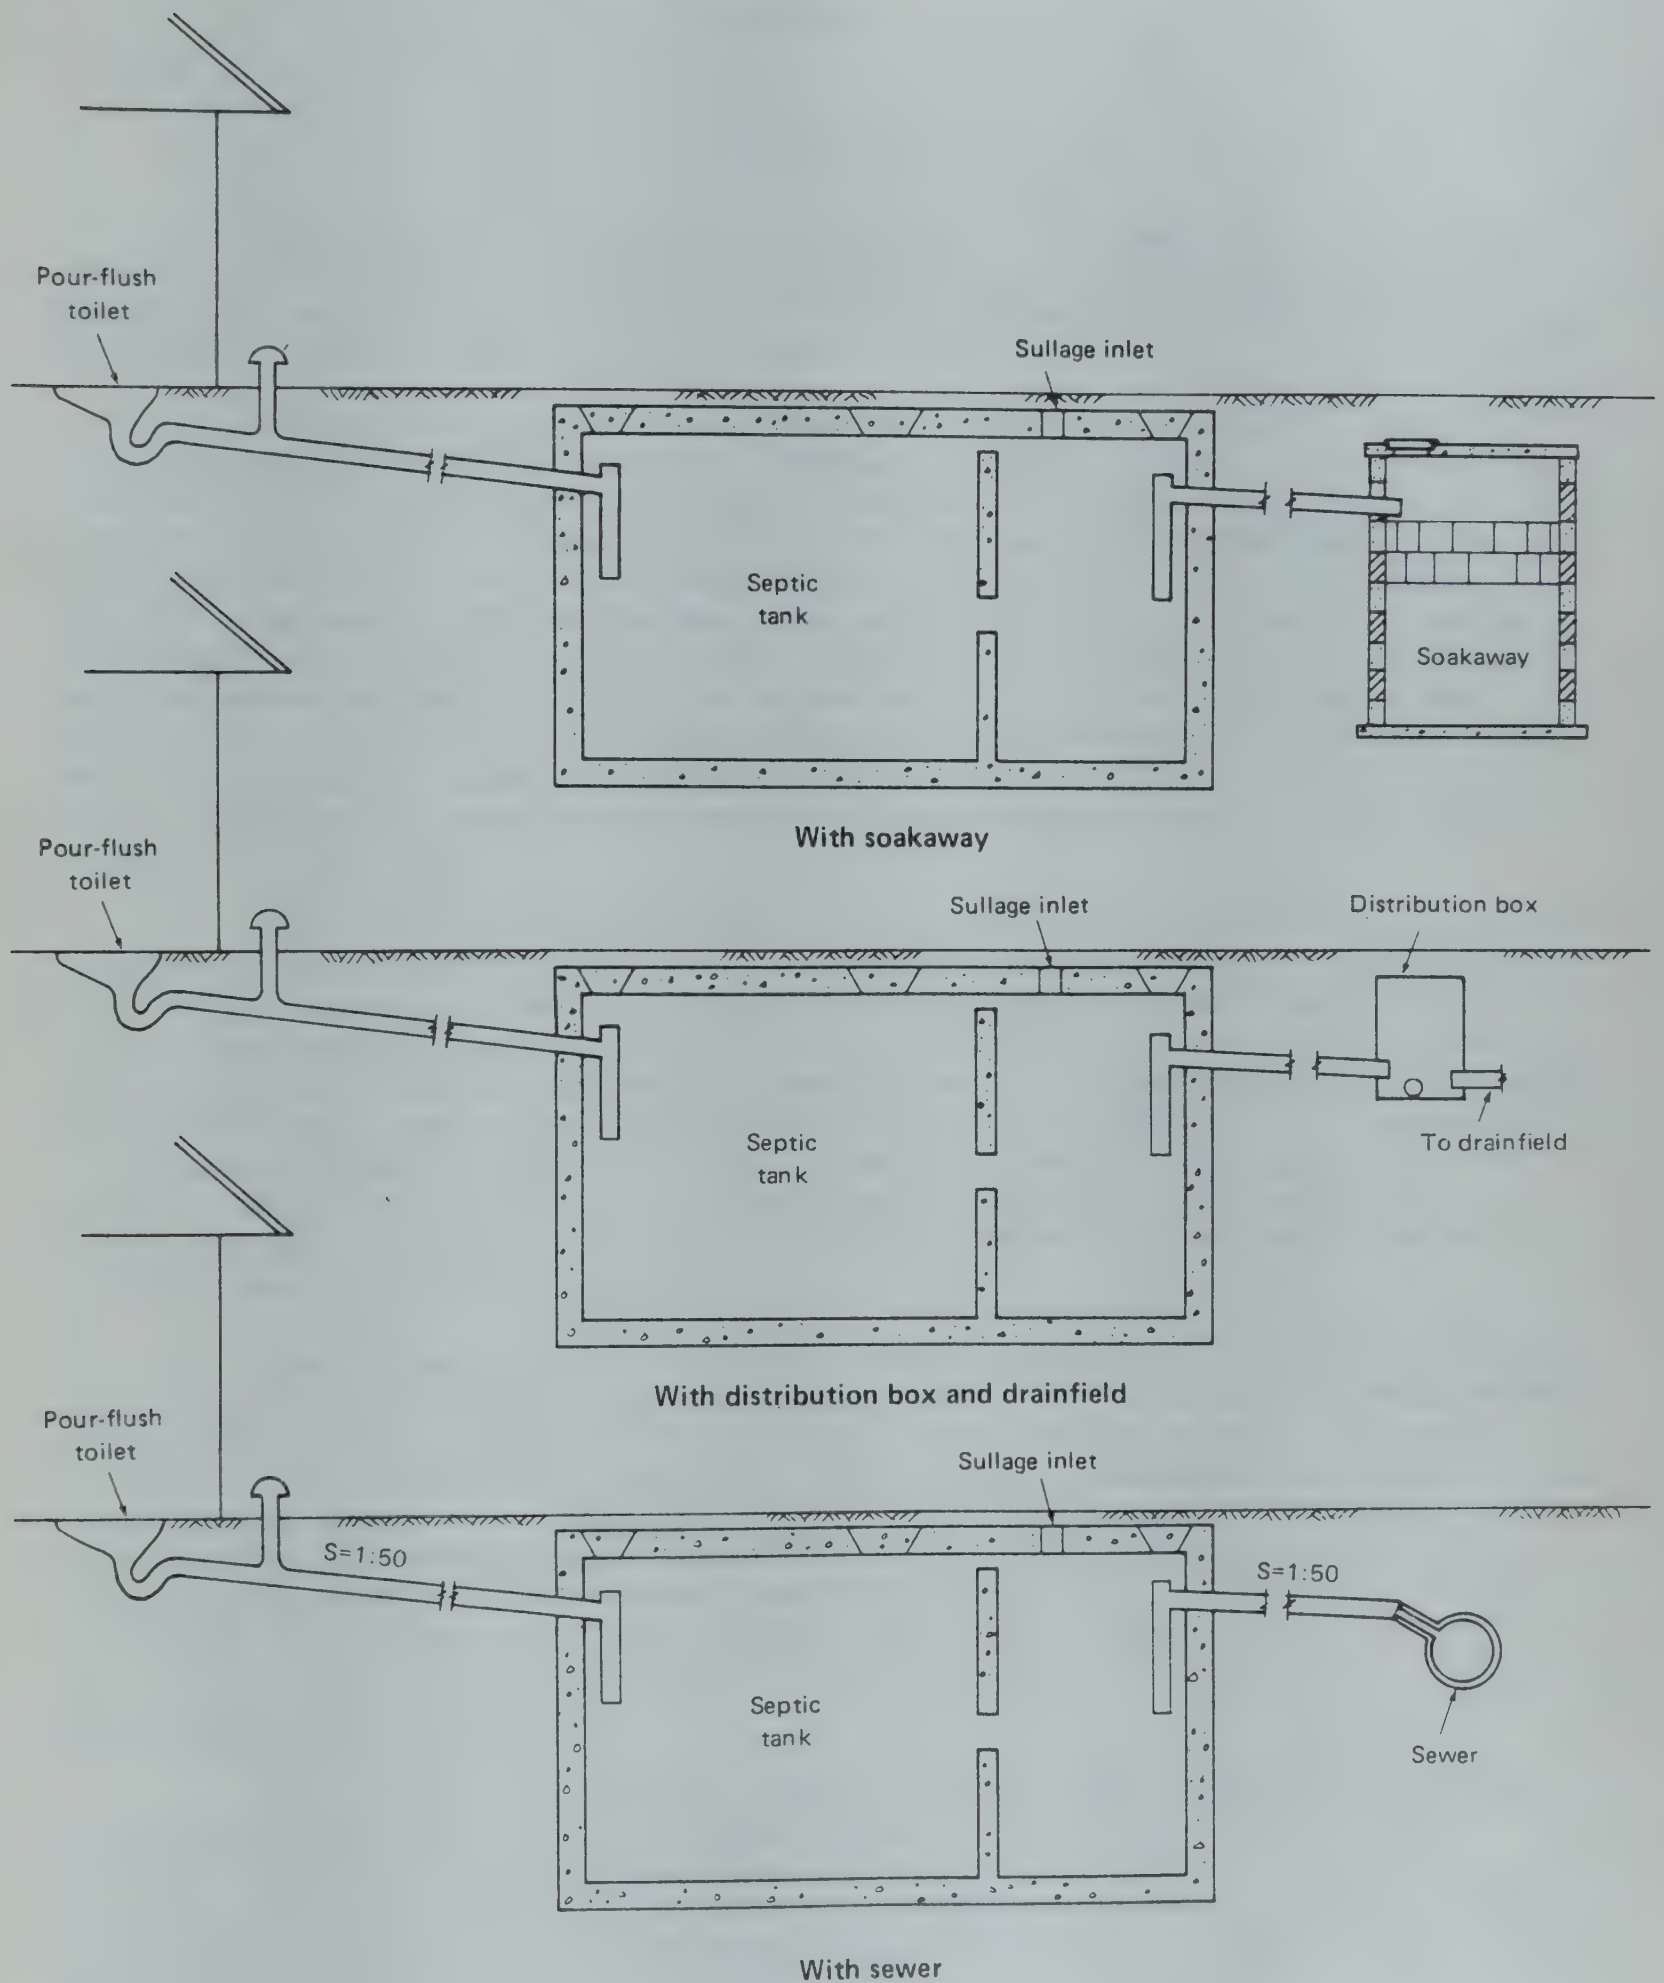 Pour-flush
toilet
Sullage inlet
Septic
tank
Soakaway
With soakaway
Pour-flush
toilet
Sullage inlet
Distribution box
Septic
tank
To drainfield
With distribution box and drainfield
Pour-flush
toilet
Sullage inlet
S=1:50
S=1:50
Septic
tank
Sewer
With sewer